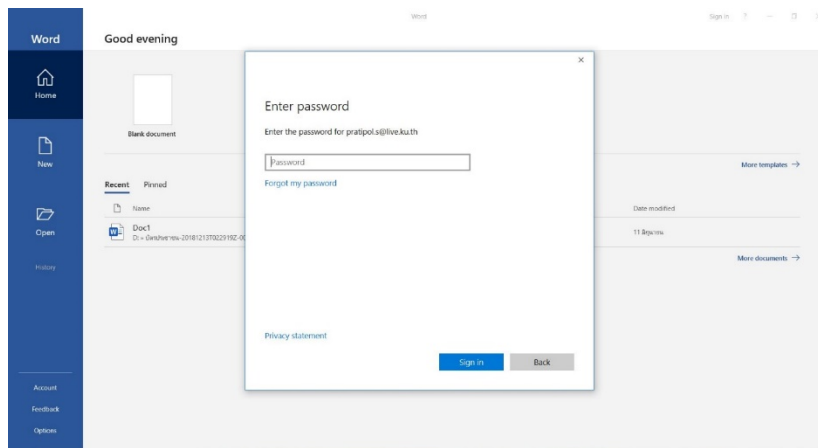 Word
Sign in ?
Word
Good evening
Home
Blank document
New
More templates →
Recent Pinned
Name
Date modified
Open
Doc1
History
More documents →
Enter password
Enter the password for pratipol.s@live.ku.th
Password
Forgot my password
Privacy statement
Sign in
Back
Account
Feedback
Options